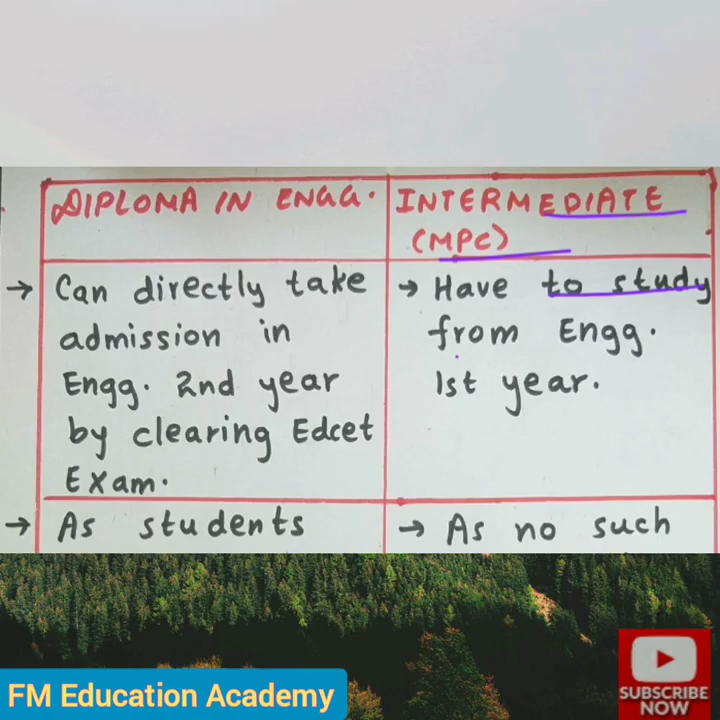 DIPLOMA IN ENGG.
INTERMEDIATE
(MPC)
→ Can directly take
admission in
Engg. 2nd year
by clearing Edcet
Exam.
→ Have to study
from Engg.
1st year.
→ As students
→ As no such
FM Education Academy
SUBSCRIBE
NOW